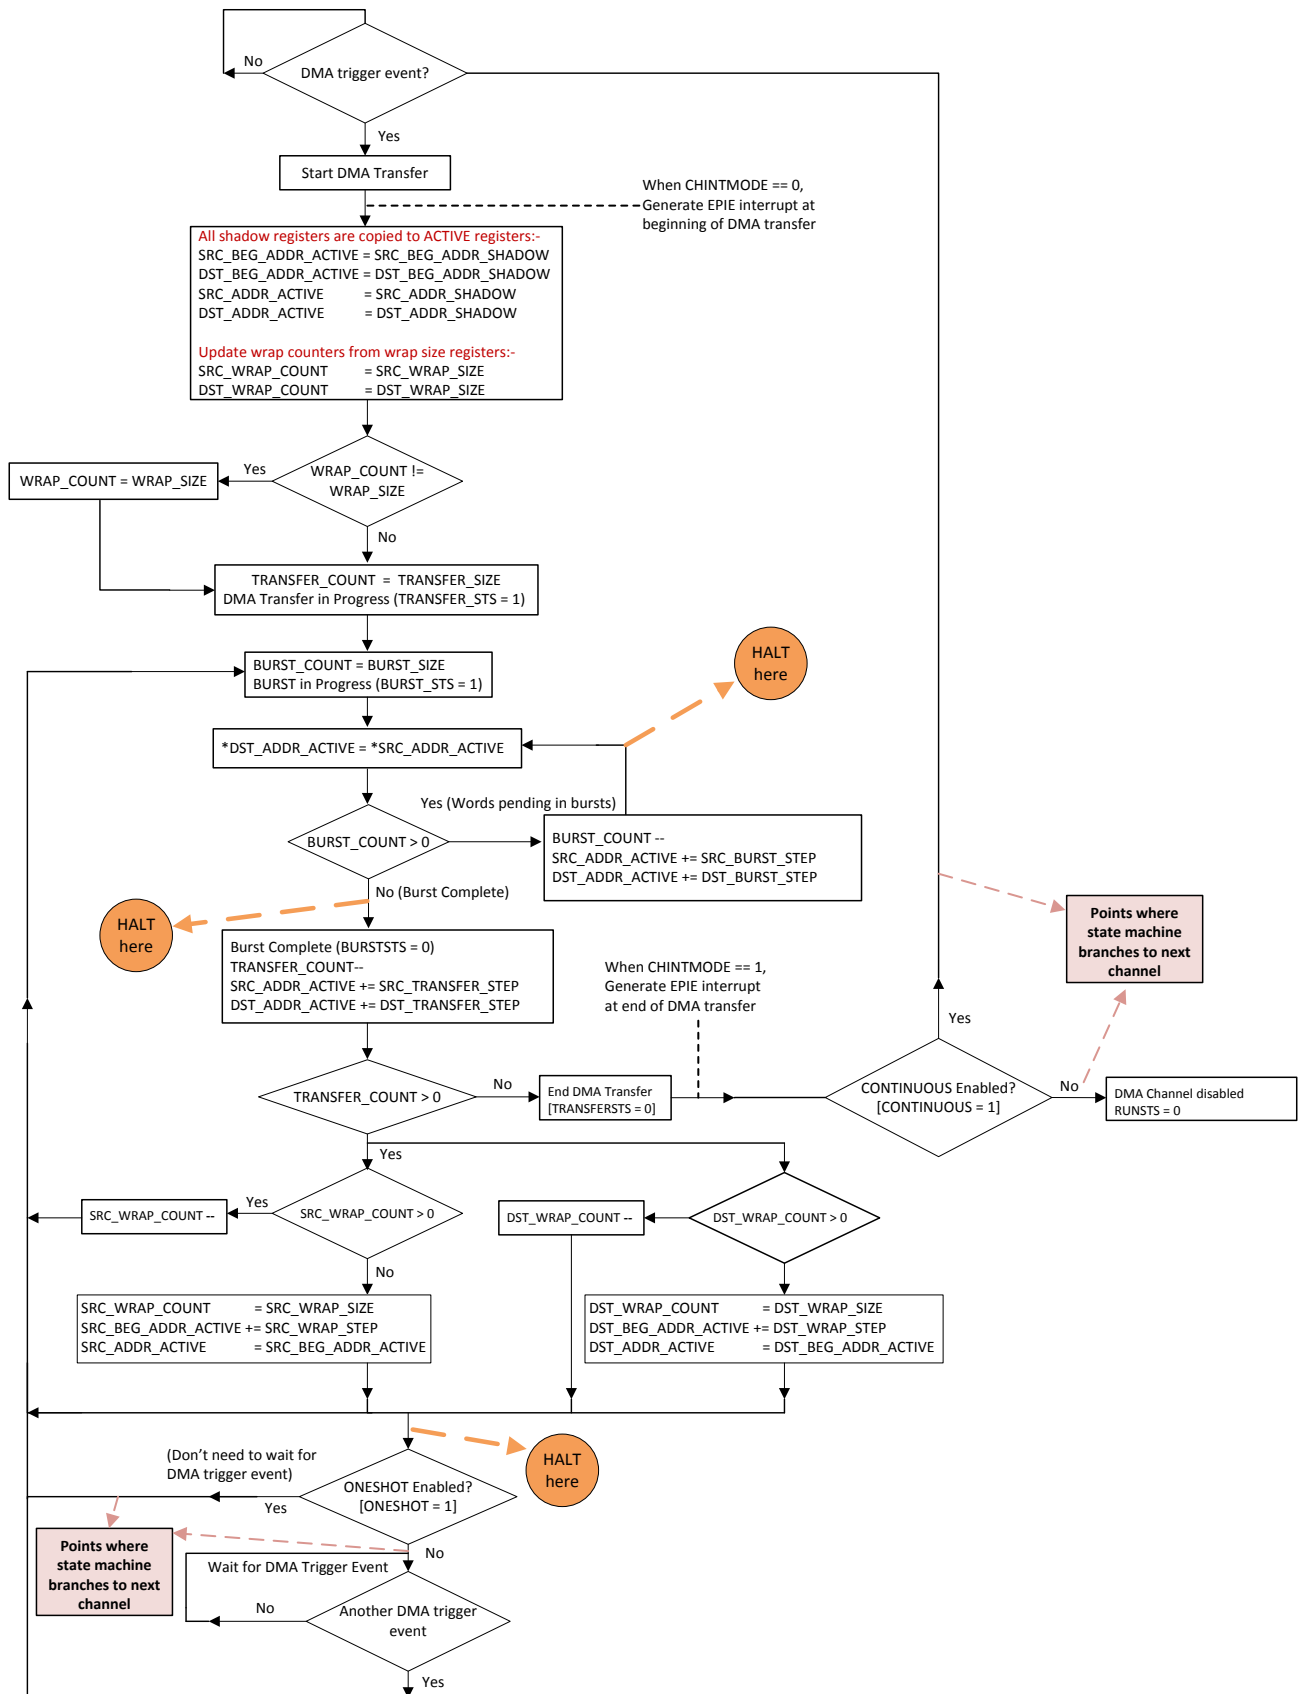 No
DMA trigger event?
Yes
Start DMA Transfer
When CHINTMODE == 0,
Generate EPIE interrupt at
beginning of DMA transfer
All shadow registers are copied to ACTIVE registers:-
SRC_BEG_ADDR_ACTIVE = SRC_BEG_ADDR_SHADOW
DST_BEG_ADDR_ACTIVE = DST_BEG_ADDR_SHADOW
SRC_ADDR_ACTIVE = SRC_ADDR_SHADOW
DST_ADDR_ACTIVE = DST_ADDR_SHADOW
Update wrap counters from wrap size registers:-
SRC_WRAP_COUNT = SRC_WRAP_SIZE
DST_WRAP_COUNT = DST_WRAP_SIZE
WRAP_COUNT !=
WRAP_SIZE
Yes
WRAP_COUNT = WRAP_SIZE
No
TRANSFER_COUNT = TRANSFER_SIZE
DMA Transfer in Progress (TRANSFER_STS = 1)
BURST_COUNT = BURST_SIZE
BURST in Progress (BURST_STS = 1)
HALT
here
*DST_ADDR_ACTIVE = *SRC_ADDR_ACTIVE
Yes (Words pending in bursts)
BURST_COUNT > 0
BURST_COUNT --
SRC_ADDR_ACTIVE += SRC_BURST_STEP
DST_ADDR_ACTIVE += DST_BURST_STEP
No (Burst Complete)
HALT
here
Points where
state machine
branches to next
channel
Burst Complete (BURSTSTS = 0)
TRANSFER_COUNT--
SRC_ADDR_ACTIVE += SRC_TRANSFER_STEP
DST_ADDR_ACTIVE += DST_TRANSFER_STEP
When CHINTMODE == 1,
Generate EPIE interrupt
at end of DMA transfer
Yes
TRANSFER_COUNT > 0
No
End DMA Transfer
[TRANSFERSTS = 0]
CONTINUOUS Enabled?
[CONTINUOUS = 1]
No
DMA Channel disabled
RUNSTS = 0
Yes
SRC_WRAP_COUNT > 0
Yes
SRC_WRAP_COUNT --
DST_WRAP_COUNT --
DST_WRAP_COUNT > 0
No
SRC_WRAP_COUNT = SRC_WRAP_SIZE
SRC_BEG_ADDR_ACTIVE += SRC_WRAP_STEP
SRC_ADDR_ACTIVE = SRC_BEG_ADDR_ACTIVE
DST_WRAP_COUNT = DST_WRAP_SIZE
DST_BEG_ADDR_ACTIVE += DST_WRAP_STEP
DST_ADDR_ACTIVE = DST_BEG_ADDR_ACTIVE
HALT
here
(Don't need to wait for
DMA trigger event)
Yes
ONESHOT Enabled?
[ONESHOT = 1]
Points where
state machine
branches to next
channel
No
Wait for DMA Trigger Event
No
Another DMA trigger
event
Yes